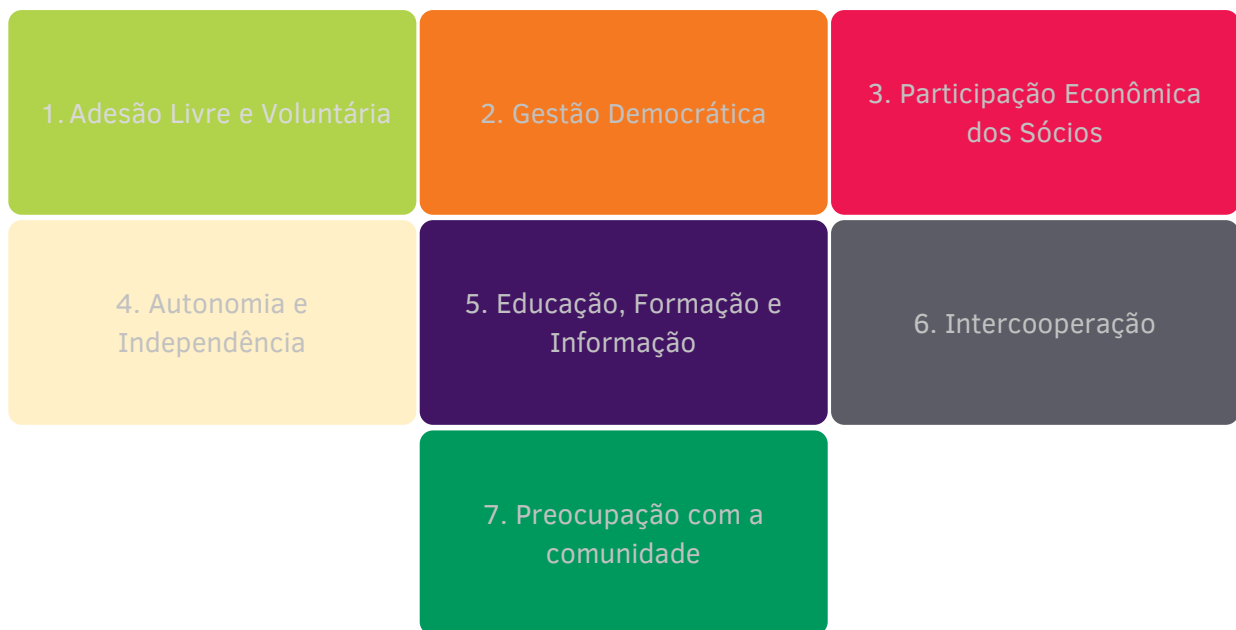 1. Adesão Livre e Voluntária
2. Gestão Democrática
3. Participação Econômica
dos Sócios
4. Autonomia e
Independência
5. Educação, Formação e
Informação
6. Intercooperação
7. Preocupação com a
comunidade